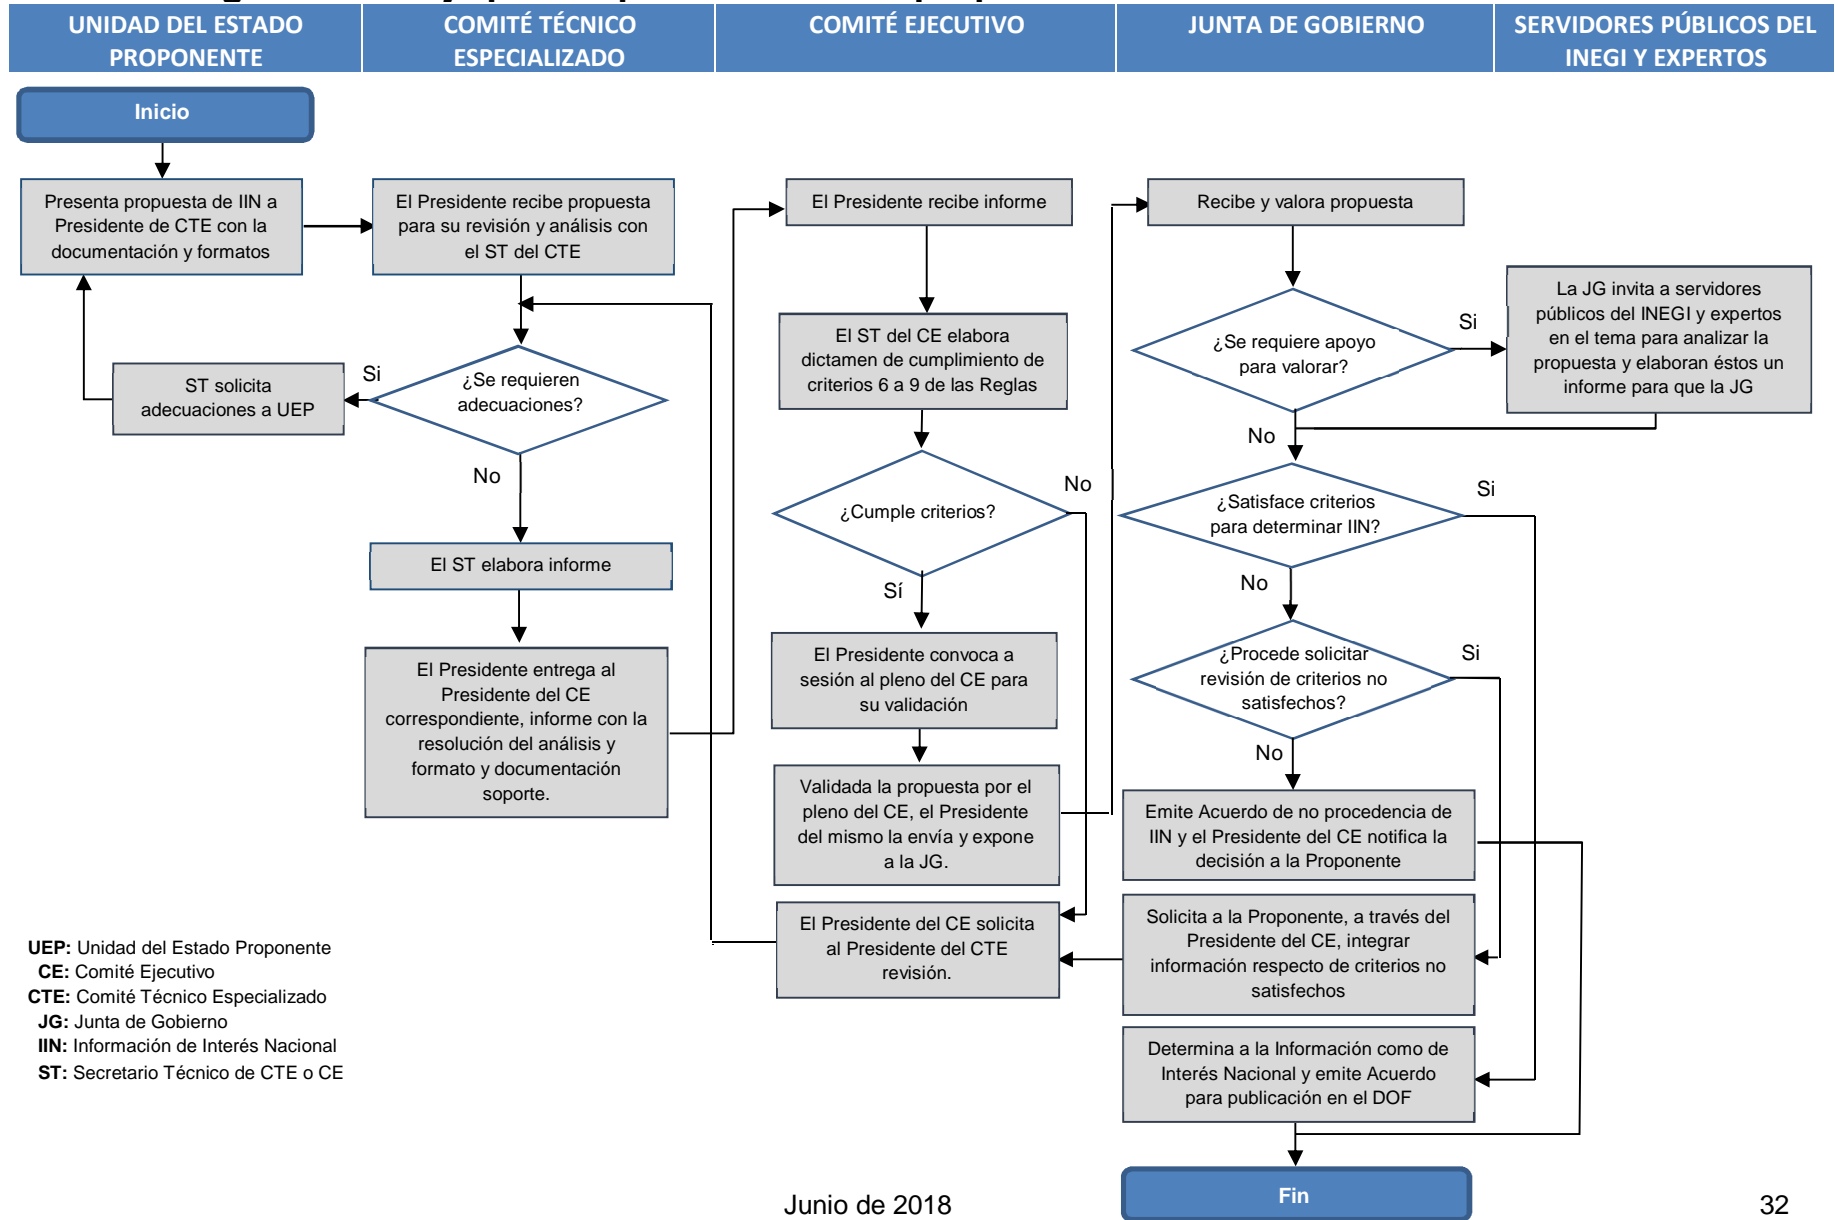 UNIDAD DEL ESTADO
PROPONENTE
COMITÉ TÉCNICO
ESPECIALIZADO
COMITÉ EJECUTIVO
JUNTA DE GOBIERNO
SERVIDORES PÚBLICOS DEL
INEGI Y EXPERTOS
Inicio
Presenta propuesta de IIN a
Presidente de CTE con la
documentación y formatos
ST solicita
adecuaciones a UEP
El Presidente recibe propuesta
para su revisión y análisis con
el ST del CTE
Si
¿Se requieren
adecuaciones?
No
El ST elabora informe
El Presidente entrega al
Presidente del CE
correspondiente, informe con la
resolución del análisis y
formato y documentación
soporte.
El Presidente recibe informe
El ST del CE elabora
dictamen de cumplimiento de
criterios 6 a 9 de las Reglas
¿Cumple criterios?
No
Sí
El Presidente convoca a
sesión al pleno del CE para
su validación
Validada la propuesta por el
pleno del CE, el Presidente
del mismo la envía y expone
a la JG.
El Presidente del CE solicita
al Presidente del CTE
revisión.
Recibe y valora propuesta
¿Se requiere apoyo
para valorar?
Si
No
La JG invita a servidores
públicos del INEGI y expertos
en el tema para analizar la
propuesta y elaboran éstos un
informe para que la JG
¿Satisface criterios
para determinar IIN?
Si
No
¿Procede solicitar
revisión de criterios no
satisfechos?
Si
No
Emite Acuerdo de no procedencia de
IIN y el Presidente del CE notifica la
decisión a la Proponente
Solicita a la Proponente, a través del
Presidente del CE, integrar
información respecto de criterios no
satisfechos
Determina a la Información como de
Interés Nacional y emite Acuerdo
para publicación en el DOF
Fin
UEP: Unidad del Estado Proponente
CE: Comité Ejecutivo
CTE: Comité Técnico Especializado
JG: Junta de Gobierno
IIN: Información de Interés Nacional
ST: Secretario Técnico de CTE o CE
Junio de 2018
32